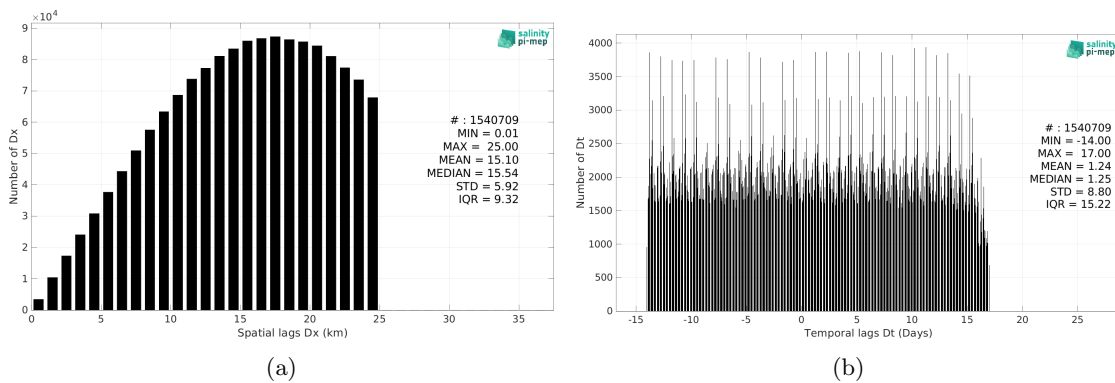 ×10⁴
9
8
7
6
5
4
3
2
1
0
Number of Dx
0 5 10 15 20 25 30 35
Spatial lags Dx (km)
salinity
pi-mep
# : 1540709
MIN = 0.01
MAX = 25.00
MEAN = 15.10
MEDIAN = 15.54
STD = 5.92
IQR = 9.32
(a)
4000
3500
3000
2500
2000
1500
1000
500
0
Number of Dt
-15 -10 -5 0 5 10 15 20 25
Temporal lags Dt (Days)
salinity
pi-mep
# : 1540709
MIN = -14.00
MAX = 17.00
MEAN = 1.24
MEDIAN = 1.25
STD = 8.80
IQR = 15.22
(b)